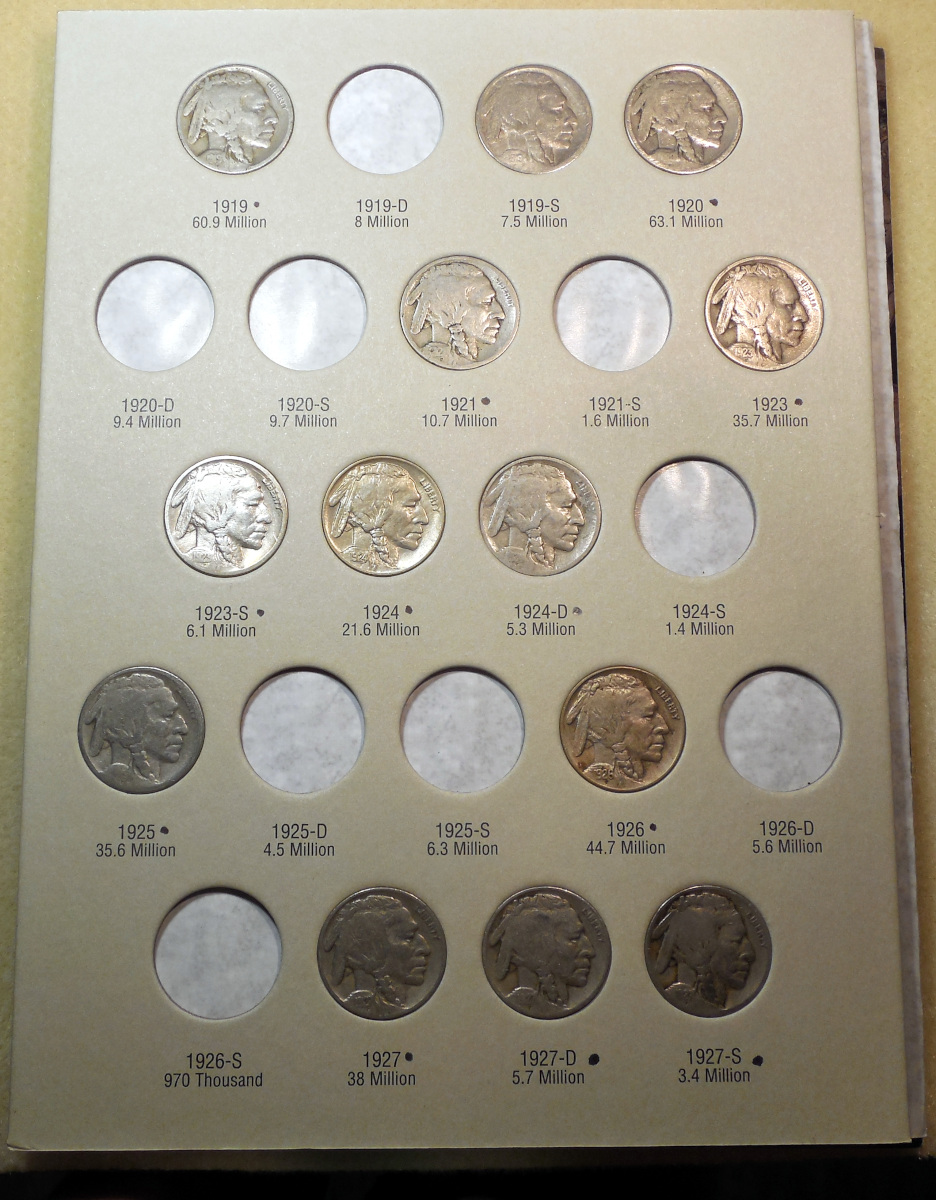 1919 1919-D 1919-S 1920
60.9 Million 8 Million 7.5 Million 63.1 Million
1920-D 1920-S 1921 1921-S 1923
9.4 Million 9.7 Million 10.7 Million 1.6 Million 35.7 Million
1923-S 1924 1924-D 1924-S
6.1 Million 21.6 Million 5.3 Million 1.4 Million
1925 1925-D 1925-S 1926 1926-D
35.6 Million 4.5 Million 6.3 Million 44.7 Million 5.6 Million
1926-S 1927 1927-D 1927-S
970 Thousand 38 Million 5.7 Million 3.4 Million